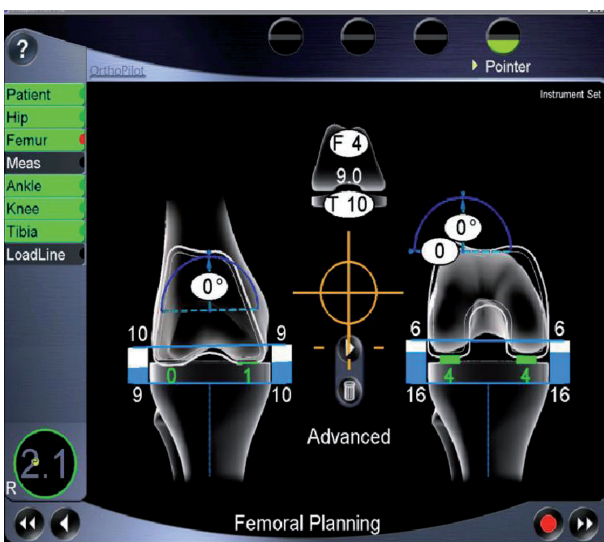 ?
OrthoPilot
Pointer
Instrument Set
Patient
Hip
Femur
Meas
Ankle
Knee
Tibia
LoadLine
F 4
9.0
T 10
0°
0°
0
10 9
0 1
9 10
6 6
4 4
16 16
Advanced
2.1
R
Femoral Planning